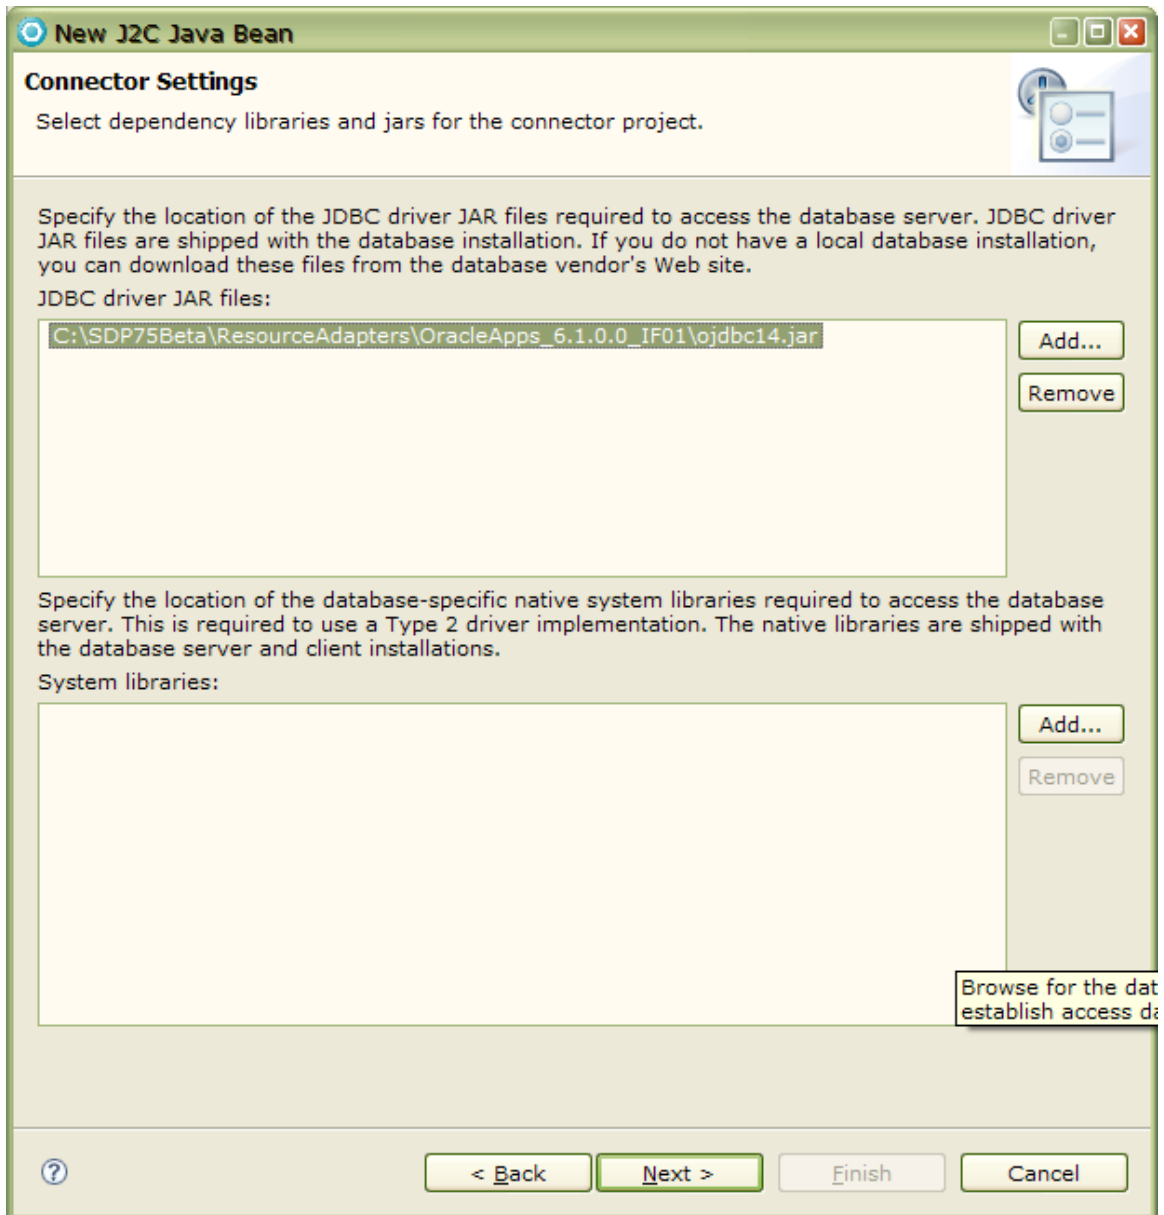 New J2C Java Bean
Connector Settings
Select dependency libraries and jars for the connector project.
Specify the location of the JDBC driver JAR files required to access the database server. JDBC driver
JAR files are shipped with the database installation. If you do not have a local database installation,
you can download these files from the database vendor's Web site.
JDBC driver JAR files:
C:\SDP75Beta\ResourceAdapters\OracleApps_6.1.0.0_IF01\ojdbc14.jar
Add...
Remove
Specify the location of the database-specific native system libraries required to access the database
server. This is required to use a Type 2 driver implementation. The native libraries are shipped with
the database server and client installations.
System libraries:
Add...
Remove
Browse for the dat
establish access da
< Back
Next >
Finish
Cancel